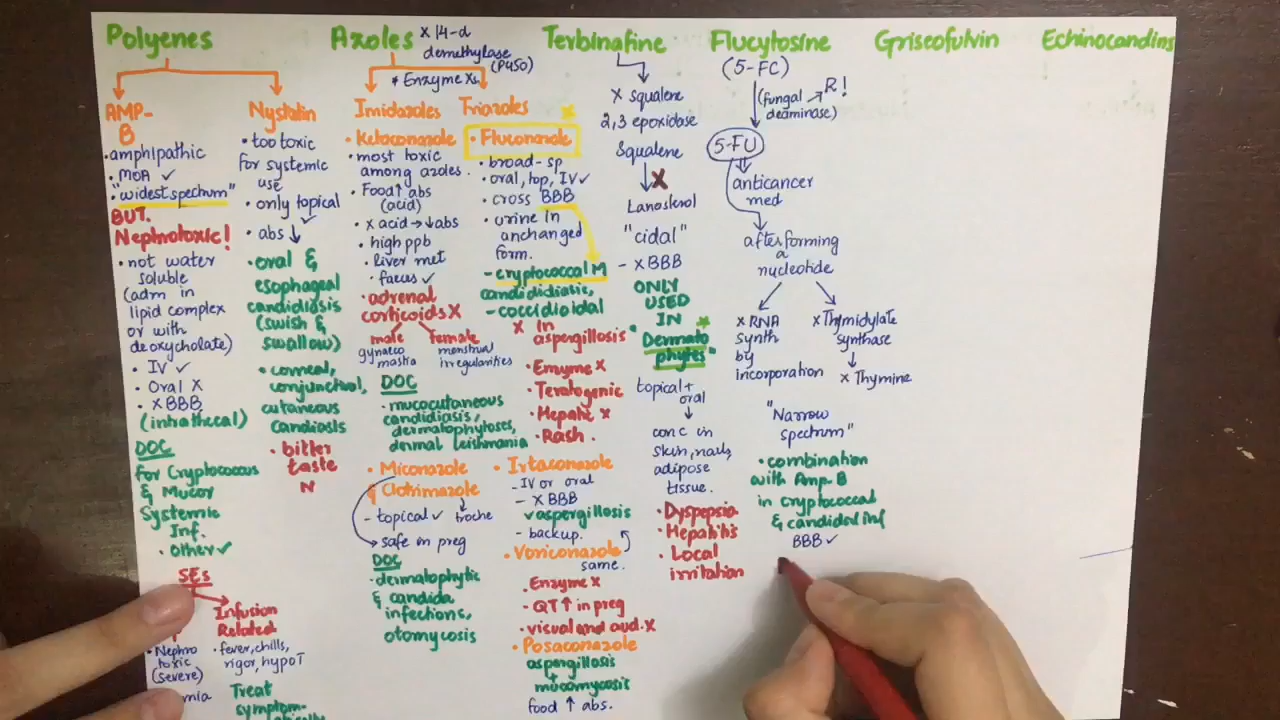 Polyenes
AMP-
B
• amphipathic
• MOA ✓
"widest spectrum"
BUT.
Nephrotoxic!
• not water
soluble
(adm in
lipid complex
or with
deoxycholate)
• IV ✓
• Oral X
• X BBB
(intrathecal)
DOC
for Cryptococcus
& Mucor
Systemic
Inf.
• Other ✓
SEs
Infusion
Related
• Nephro
toxic
(severe)
• fever, chills,
rigor, hypoT
Treat
symptom-
Nystatin
• too toxic
for systemic
use
• only topical
✓
• abs ↓
• oral &
esophageal
candidiasis
(swish &
swallow)
• corneal,
conjunctival,
cutaneous
candiasis
• bitter
taste
N
Azoles
X 14-d
demethylase
(P450)
* Enzyme Xs
Imidazoles
• Ketoconazole
• most toxic
among azoles.
• Food ↑ abs
(acid)
• X acid → ↓ abs
• high ppb
• liver met
• faeces ✓
• adrenal
corticoids X
male
gynaeco
mastia
female
menstrual
irregularities
DOC
• mucocutaneous
candidiasis,
dermatophytoses,
dermal leishmania
• Miconazole
& Clotrimazole
- topical ✓ troche
→ safe in preg
DOC
• dermatophytic
& candida
infections,
otomycosis
Triazoles
• Fluconazole
• broad-sp
• oral, top, IV ✓
• cross BBB
• urine in
unchanged
form.
- cryptococcal M
candididiatic,
- coccidioidal
X in
aspergillosis
• Enzyme X
• Teratogenic
• Hepatic X
• Rash.
• Irtaconazole
- IV or oral
- X BBB
✓ aspergillosis
- backup.
• Voriconazole
same.
• Enzyme X
• QT ↑ in preg
• visual and aud. X
• Posaconazole
aspergillosis
mucomycosis
food ↑ abs.
Terbinafine
X squalene
2,3 epoxidase
Squalene
↓ X
Lanosterol
"cidal"
- X BBB
ONLY
USED
IN
"Dermato
phytes"
topical +
oral
↓
conc in
skin, nails,
adipose
tissue.
• Dyspepsia
• Hepatitis
• Local
irritation
Flucytosine
(5-FC)
(fungal → R!
deaminase)
5-FU
anticancer
med
after forming
a
nucleotide
X RNA
synth
by
incorporation
X Thymidylate
synthase
↓
X Thymine
"Narrow
spectrum"
• combination
with Amp-B
in cryptococcal
& candidal inf
BBB ✓
Griseofulvin
Echinocandins